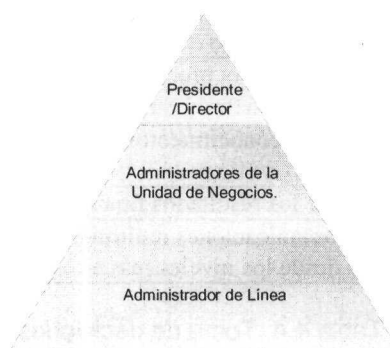 Presidente
/Director
Administradores de la
Unidad de Negocios.
Administrador de Línea